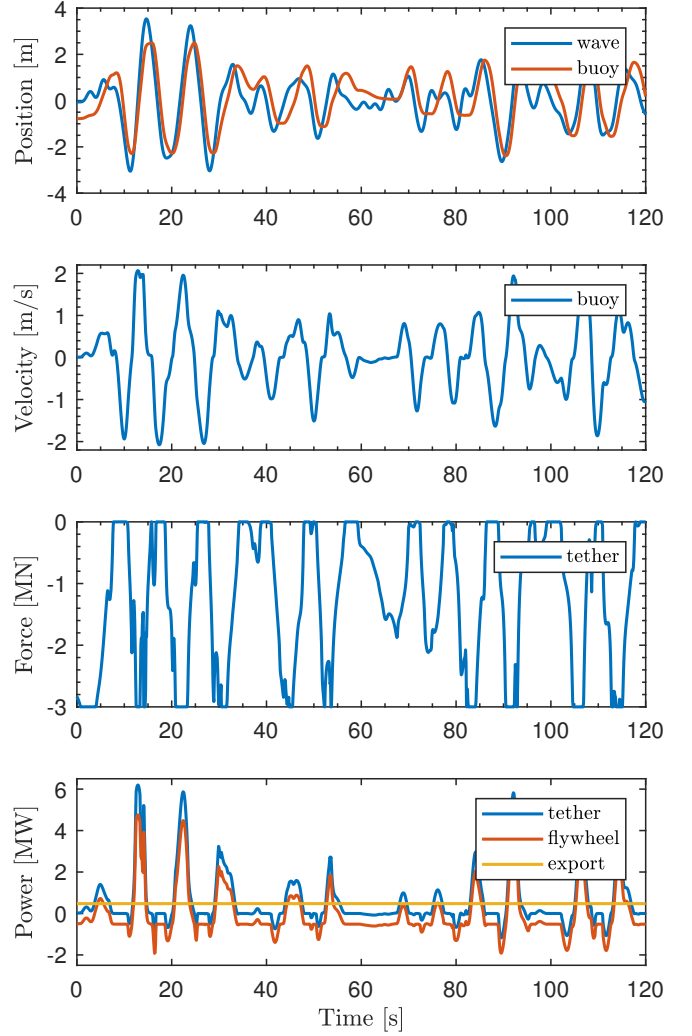 4
2
0
-2
-4
Position [m]
wave
buoy
0 20 40 60 80 100 120
2
1
0
-1
-2
Velocity [m/s]
buoy
0 20 40 60 80 100 120
0
-1
-2
-3
Force [MN]
tether
0 20 40 60 80 100 120
6
4
2
0
-2
Power [MW]
tether
flywheel
export
0 20 40 60 80 100 120
Time [s]